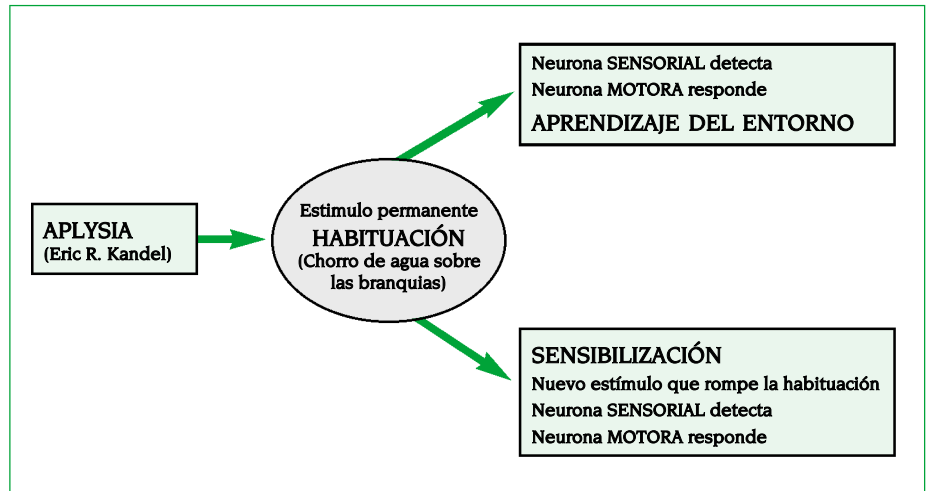 Neurona SENSORIAL detecta
Neurona MOTORA responde
APRENDIZAJE DEL ENTORNO
APLYSIA
(Eric R. Kandel)
Estimulo permanente
HABITUACIÓN
(Chorro de agua sobre
las branquias)
SENSIBILIZACIÓN
Nuevo estímulo que rompe la habituación
Neurona SENSORIAL detecta
Neurona MOTORA responde